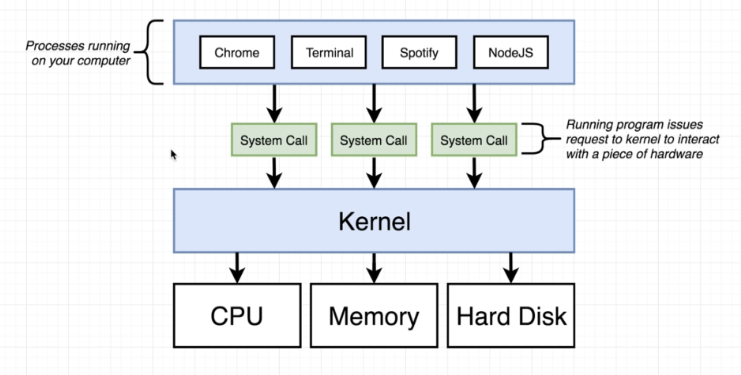 Processes running
on your computer
Chrome
Terminal
Spotify
NodeJS
System Call
System Call
System Call
Running program issues
request to kernel to interact
with a piece of hardware
Kernel
CPU
Memory
Hard Disk